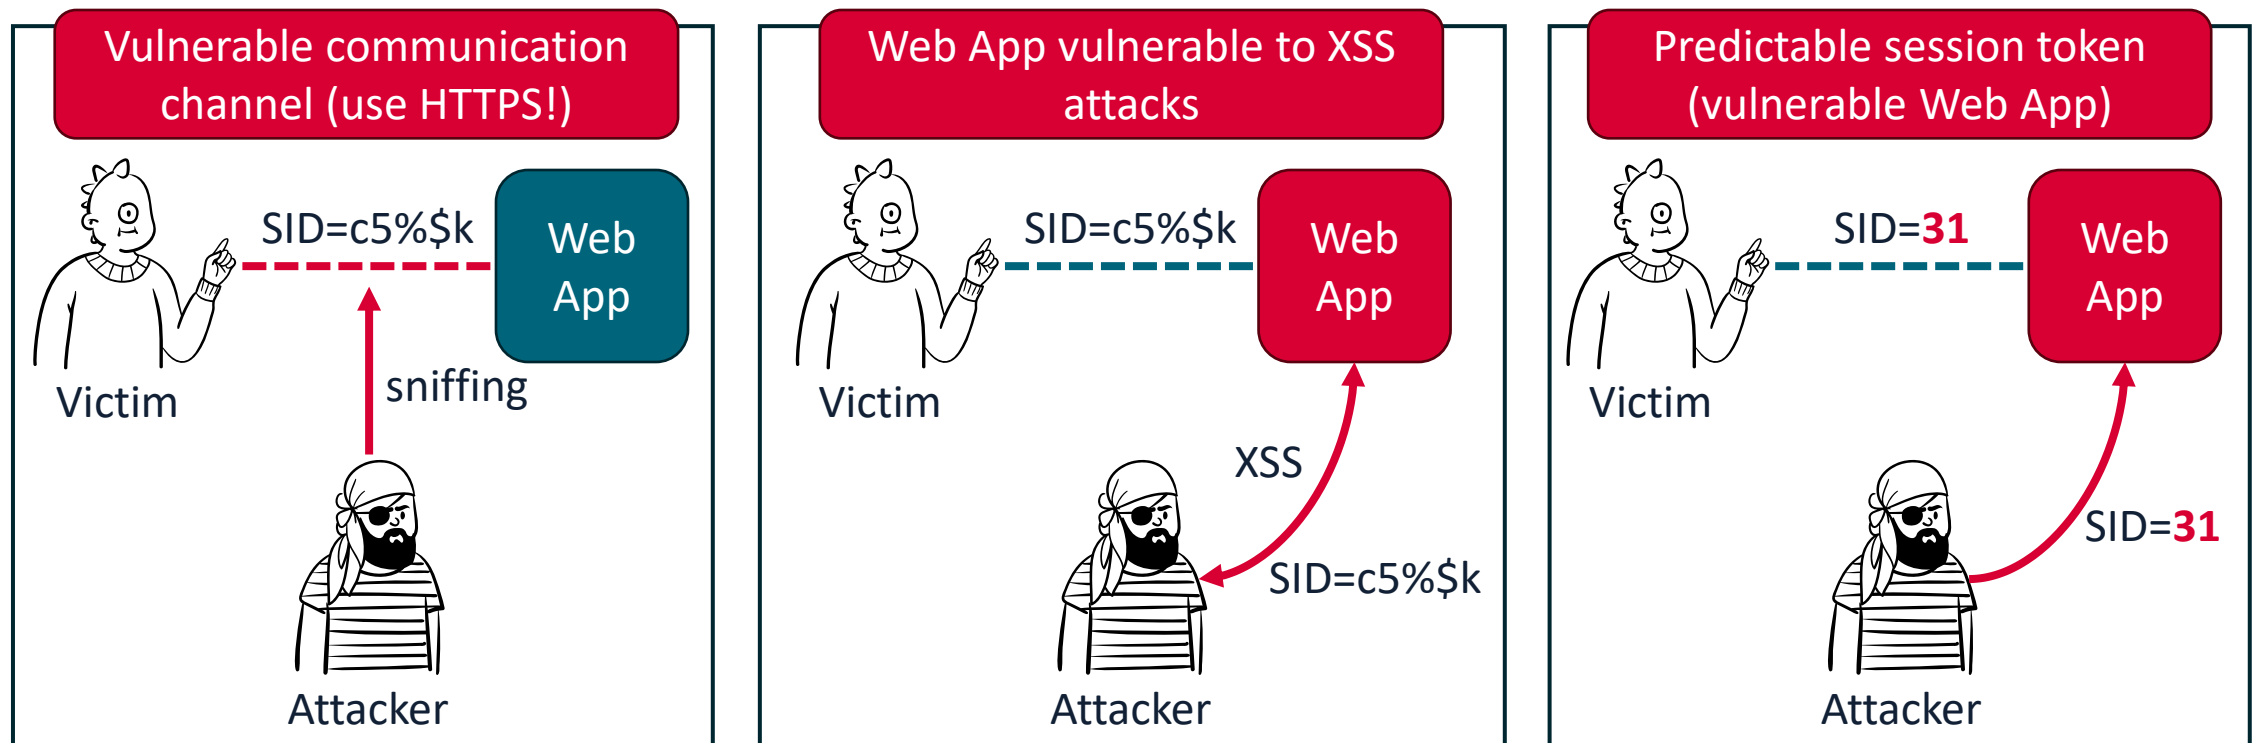 Vulnerable communication
channel (use HTTPS!)
SID=c5%$k
Web
App
sniffing
Victim
Attacker
Web App vulnerable to XSS
attacks
SID=c5%$k
Web
App
Victim
XSS
SID=c5%$k
Attacker
Predictable session token
(vulnerable Web App)
SID=31
Web
App
Victim
SID=31
Attacker